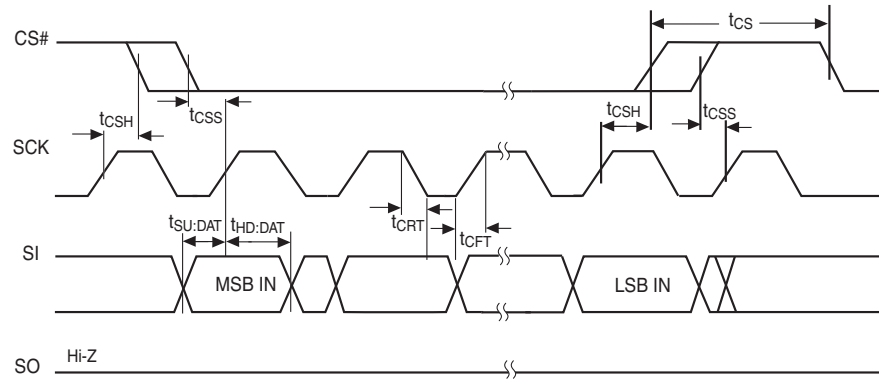 tCS
CS#
tCSH
tCSS
tCSH
tCSS
SCK
tSU:DAT
tHD:DAT
tCRT
tCFT
SI
MSB IN
LSB IN
Hi-Z
SO